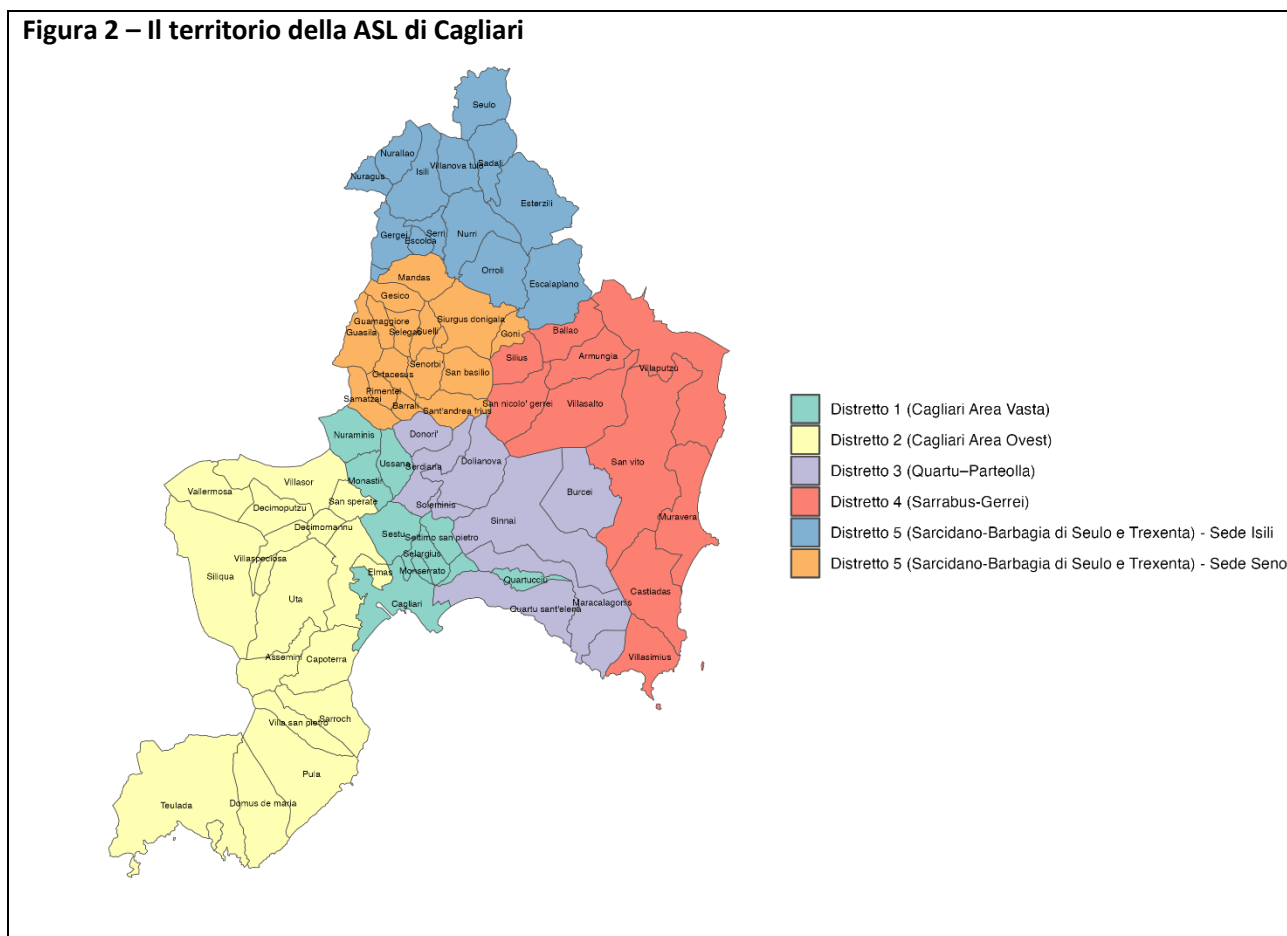 Figura 2 – Il territorio della ASL di Cagliari
Seulo
Nurallao
Villanova tulo
Sadali
Isili
Nuragus
Esterzili
Gergei
Serri
Nurri
Escolca
Orroli
Escalaplano
Mandas
Gesico
Guamaggiore
Siurgus donigala
Guasila
Selegas
Suelli
Goni
Ballao
Silius
Armungia
Senorbi'
Villaputzu
Ortacesus
San basilio
Pimentel
Samatzai
Barrali
Sant'andrea frius
San nicolo' gerrei
Villasalto
Nuraminis
Donori'
Ussana
Serdiana
Dolianova
San vito
Villasor
Monastir
Vallermosa
Burcei
San sperate
Decimoputzu
Soleminis
Muravera
Decimomannu
Sinnai
Sestu
Settimo san pietro
Selargius
Villaspeciosa
Siliqua
Elmas
Monserrato
Quartucciu
Castiadas
Uta
Cagliari
Quartu sant'elena
Maracalagonis
Assemini
Capoterra
Villasimius
Sarroch
Villa san pietro
Pula
Teulada
Domus de maria
Distretto 1 (Cagliari Area Vasta)
Distretto 2 (Cagliari Area Ovest)
Distretto 3 (Quartu–Parteolla)
Distretto 4 (Sarrabus-Gerrei)
Distretto 5 (Sarcidano-Barbagia di Seulo e Trexenta) - Sede Isili
Distretto 5 (Sarcidano-Barbagia di Seulo e Trexenta) - Sede Seno